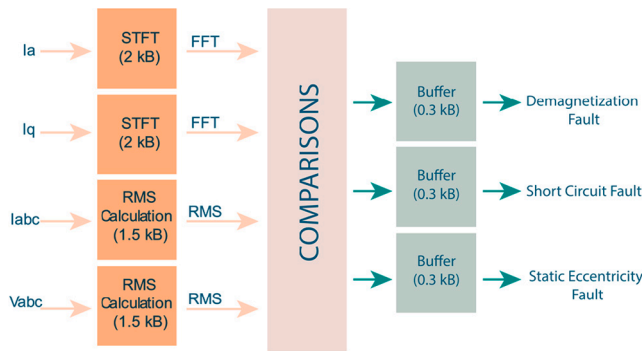 Ia
STFT
(2 kB)
FFT
Iq
STFT
(2 kB)
FFT
Iabc
RMS
Calculation
(1.5 kB)
RMS
Vabc
RMS
Calculation
(1.5 kB)
RMS
COMPARISONS
Buffer
(0.3 kB)
Demagnetization
Fault
Buffer
(0.3 kB)
Short Circuit Fault
Buffer
(0.3 kB)
Static Eccentricity
Fault